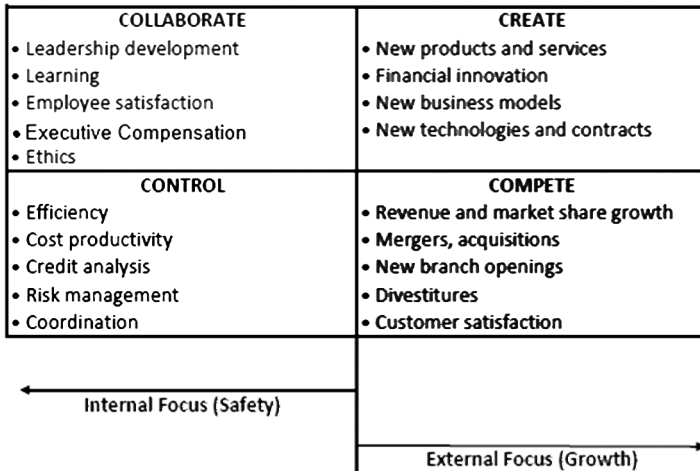 COLLABORATE
• Leadership development
• Learning
• Employee satisfaction
• Executive Compensation
• Ethics
CREATE
• New products and services
• Financial innovation
• New business models
• New technologies and contracts
CONTROL
• Efficiency
• Cost productivity
• Credit analysis
• Risk management
• Coordination
COMPETE
• Revenue and market share growth
• Mergers, acquisitions
• New branch openings
• Divestitures
• Customer satisfaction
Internal Focus (Safety)
External Focus (Growth)